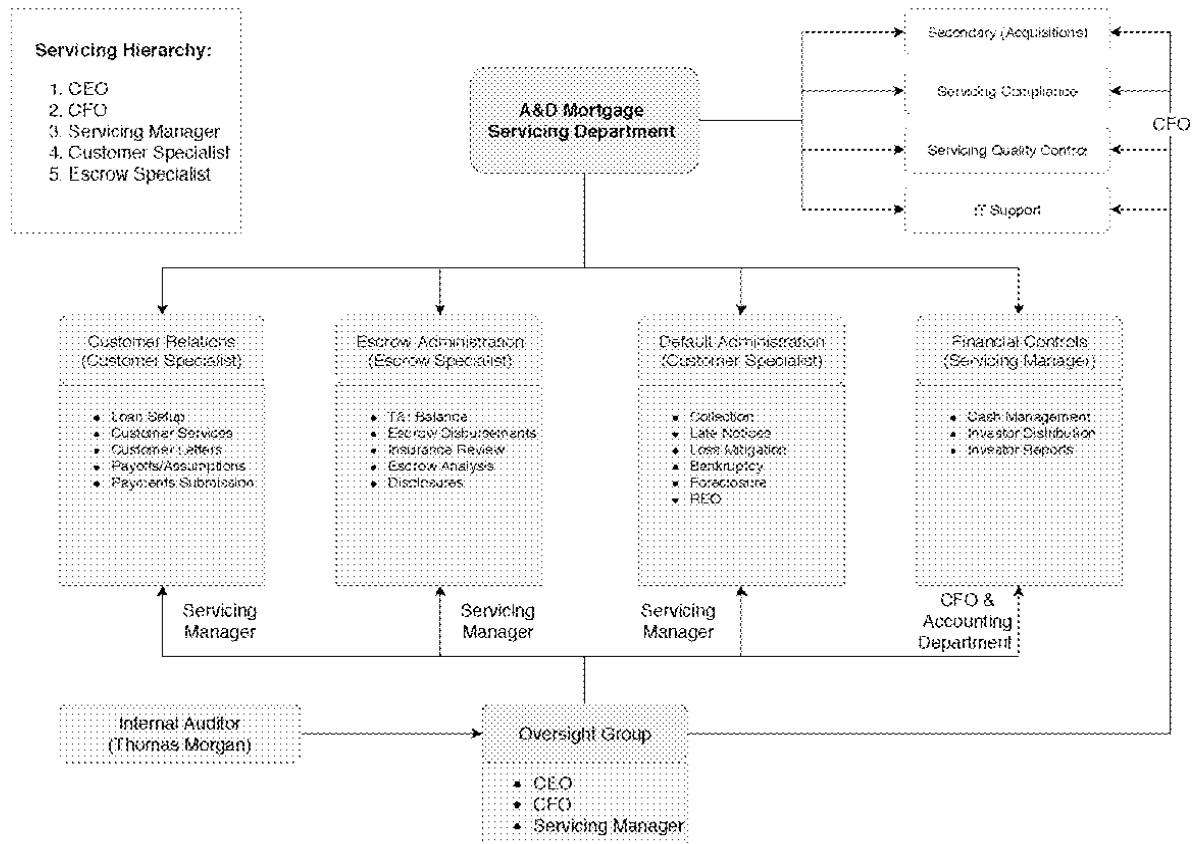 Servicing Hierarchy:
1. CEO
2. CFO
3. Servicing Manager
4. Customer Specialist
5. Escrow Specialist
A&D Mortgage
Servicing Department
Secondary (Acquisitions)
Servicing Compliance
Servicing Quality Control
IT Support
CFO
Customer Relations
(Customer Specialist)
• Loan Setup
• Customer Services
• Customer Letters
• Payoffs/Assumptions
• Payments Submission
Escrow Administration
(Escrow Specialist)
• T&I Balance
• Escrow Disbursements
• Insurance Review
• Escrow Analysis
• Disclosures
Default Administration
(Customer Specialist)
• Collection
• Late Notices
• Loss Mitigation
• Bankruptcy
• Foreclosure
• REO
Financial Controls
(Servicing Manager)
• Cash Management
• Investor Distribution
• Investor Reports
Servicing
Manager
Servicing
Manager
Servicing
Manager
CFO &
Accounting
Department
Internal Auditor
(Thomas Morgan)
Oversight Group
• CEO
• CFO
• Servicing Manager